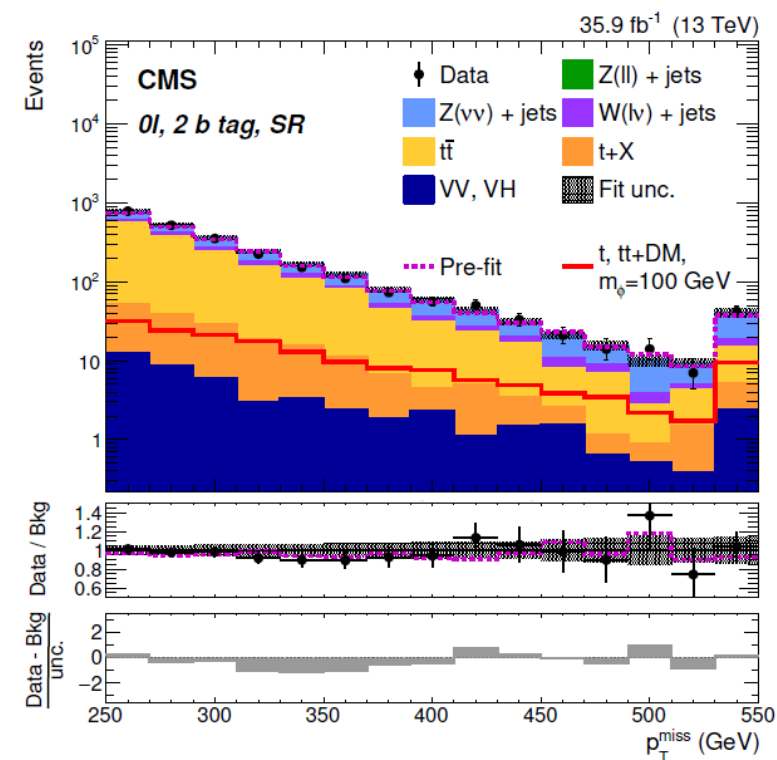 35.9 fb⁻¹ (13 TeV)
Events
10⁵
10⁴
10³
10²
10
1
CMS
0l, 2 b tag, SR
Data
Z(ll) + jets
Z(νν) + jets
W(lν) + jets
tt̄
t+X
VV, VH
Fit unc.
Pre-fit
t, tt+DM,
m_ϕ=100 GeV
Data / Bkg
1.4
1.2
1
0.8
0.6
Data - Bkg
unc.
2
0
−2
250 300 350 400 450 500 550
p_T^miss (GeV)